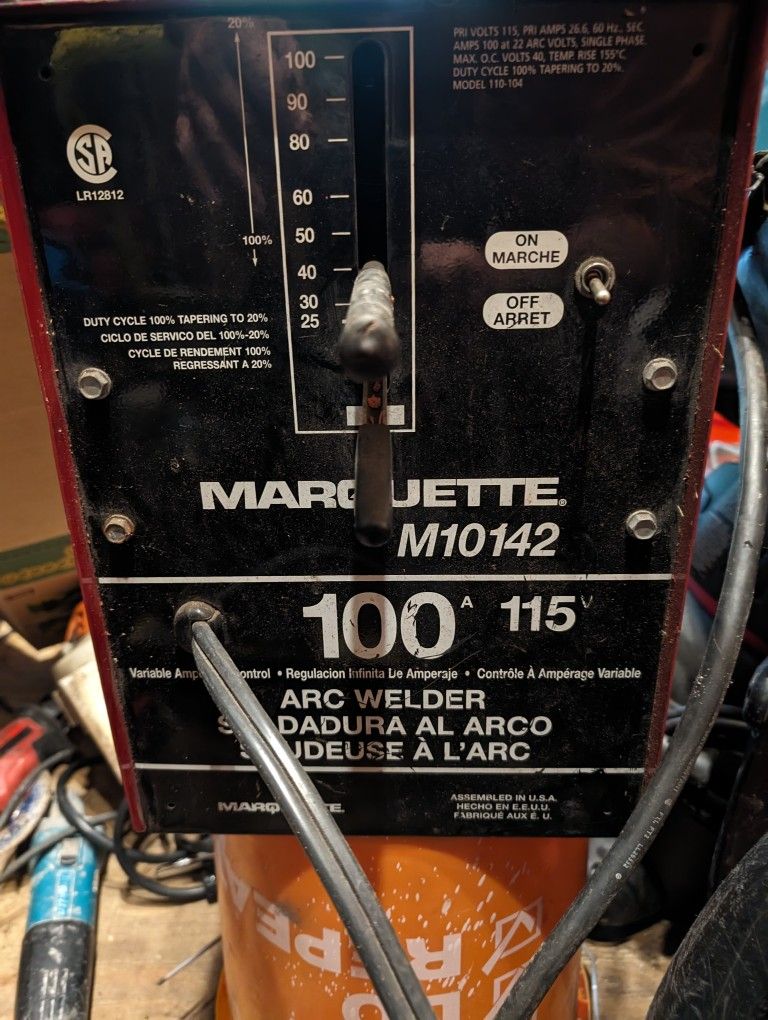 20%
PRI VOLTS 115, PRI AMPS 26.6, 60 Hz., SEC.
AMPS 100 at 22 ARC VOLTS, SINGLE PHASE.
MAX. O.C. VOLTS 40, TEMP. RISE 155°C
DUTY CYCLE 100% TAPERING TO 20%.
MODEL 110-104
100
90
80
60
50
40
30
25
CSA
LR12812
100%
ON
MARCHE
OFF
ARRET
DUTY CYCLE 100% TAPERING TO 20%
CICLO DE SERVICO DEL 100%-20%
CYCLE DE RENDEMENT 100%
REGRESSANT A 20%
MARQUETTE®
M10142
100A 115V
Variable Control • Regulacion Infinita De Amperaje • Contrôle À Ampérage Variable
ARC WELDER
AL ARCO
À L'ARC
MARQUETTE
ASSEMBLED IN U.S.A.
HECHO EN E.E.U.U.
FABRIQUÉ AUX É. U.